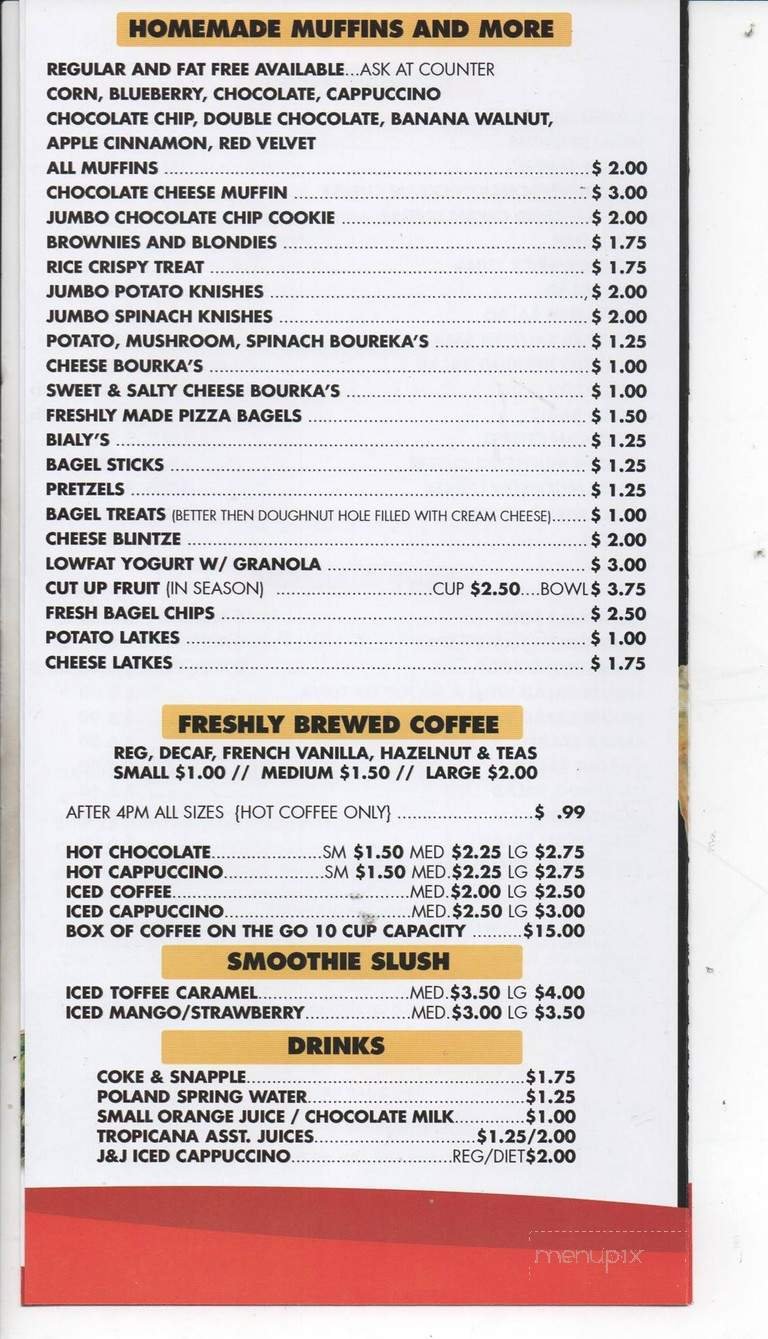 HOMEMADE MUFFINS AND MORE
REGULAR AND FAT FREE AVAILABLE...ASK AT COUNTER
CORN, BLUEBERRY, CHOCOLATE, CAPPUCCINO
CHOCOLATE CHIP, DOUBLE CHOCOLATE, BANANA WALNUT,
APPLE CINNAMON, RED VELVET
ALL MUFFINS ........ $ 2.00
CHOCOLATE CHEESE MUFFIN ........ $ 3.00
JUMBO CHOCOLATE CHIP COOKIE ........ $ 2.00
BROWNIES AND BLONDIES ........ $ 1.75
RICE CRISPY TREAT ........ $ 1.75
JUMBO POTATO KNISHES ........ $ 2.00
JUMBO SPINACH KNISHES ........ $ 2.00
POTATO, MUSHROOM, SPINACH BOUREKA'S ........ $ 1.25
CHEESE BOURKA'S ........ $ 1.00
SWEET & SALTY CHEESE BOURKA'S ........ $ 1.00
FRESHLY MADE PIZZA BAGELS ........ $ 1.50
BIALY'S ........ $ 1.25
BAGEL STICKS ........ $ 1.25
PRETZELS ........ $ 1.25
BAGEL TREATS (BETTER THEN DOUGHNUT HOLE FILLED WITH CREAM CHEESE)....... $ 1.00
CHEESE BLINTZE ........ $ 2.00
LOWFAT YOGURT W/ GRANOLA ........ $ 3.00
CUT UP FRUIT (IN SEASON) ........CUP $2.50....BOWL$ 3.75
FRESH BAGEL CHIPS ........ $ 2.50
POTATO LATKES ........ $ 1.00
CHEESE LATKES ........ $ 1.75
FRESHLY BREWED COFFEE
REG, DECAF, FRENCH VANILLA, HAZELNUT & TEAS
SMALL $1.00 // MEDIUM $1.50 // LARGE $2.00
AFTER 4PM ALL SIZES {HOT COFFEE ONLY} ........$ .99
HOT CHOCOLATE........SM $1.50 MED $2.25 LG $2.75
HOT CAPPUCCINO........SM $1.50 MED.$2.25 LG $2.75
ICED COFFEE........MED.$2.00 LG $2.50
ICED CAPPUCCINO........MED.$2.50 LG $3.00
BOX OF COFFEE ON THE GO 10 CUP CAPACITY ..........$15.00
SMOOTHIE SLUSH
ICED TOFFEE CARAMEL........MED.$3.50 LG $4.00
ICED MANGO/STRAWBERRY........MED.$3.00 LG $3.50
DRINKS
COKE & SNAPPLE........$1.75
POLAND SPRING WATER........$1.25
SMALL ORANGE JUICE / CHOCOLATE MILK........$1.00
TROPICANA ASST. JUICES........$1.25/2.00
J&J ICED CAPPUCCINO........REG/DIET$2.00
menupix